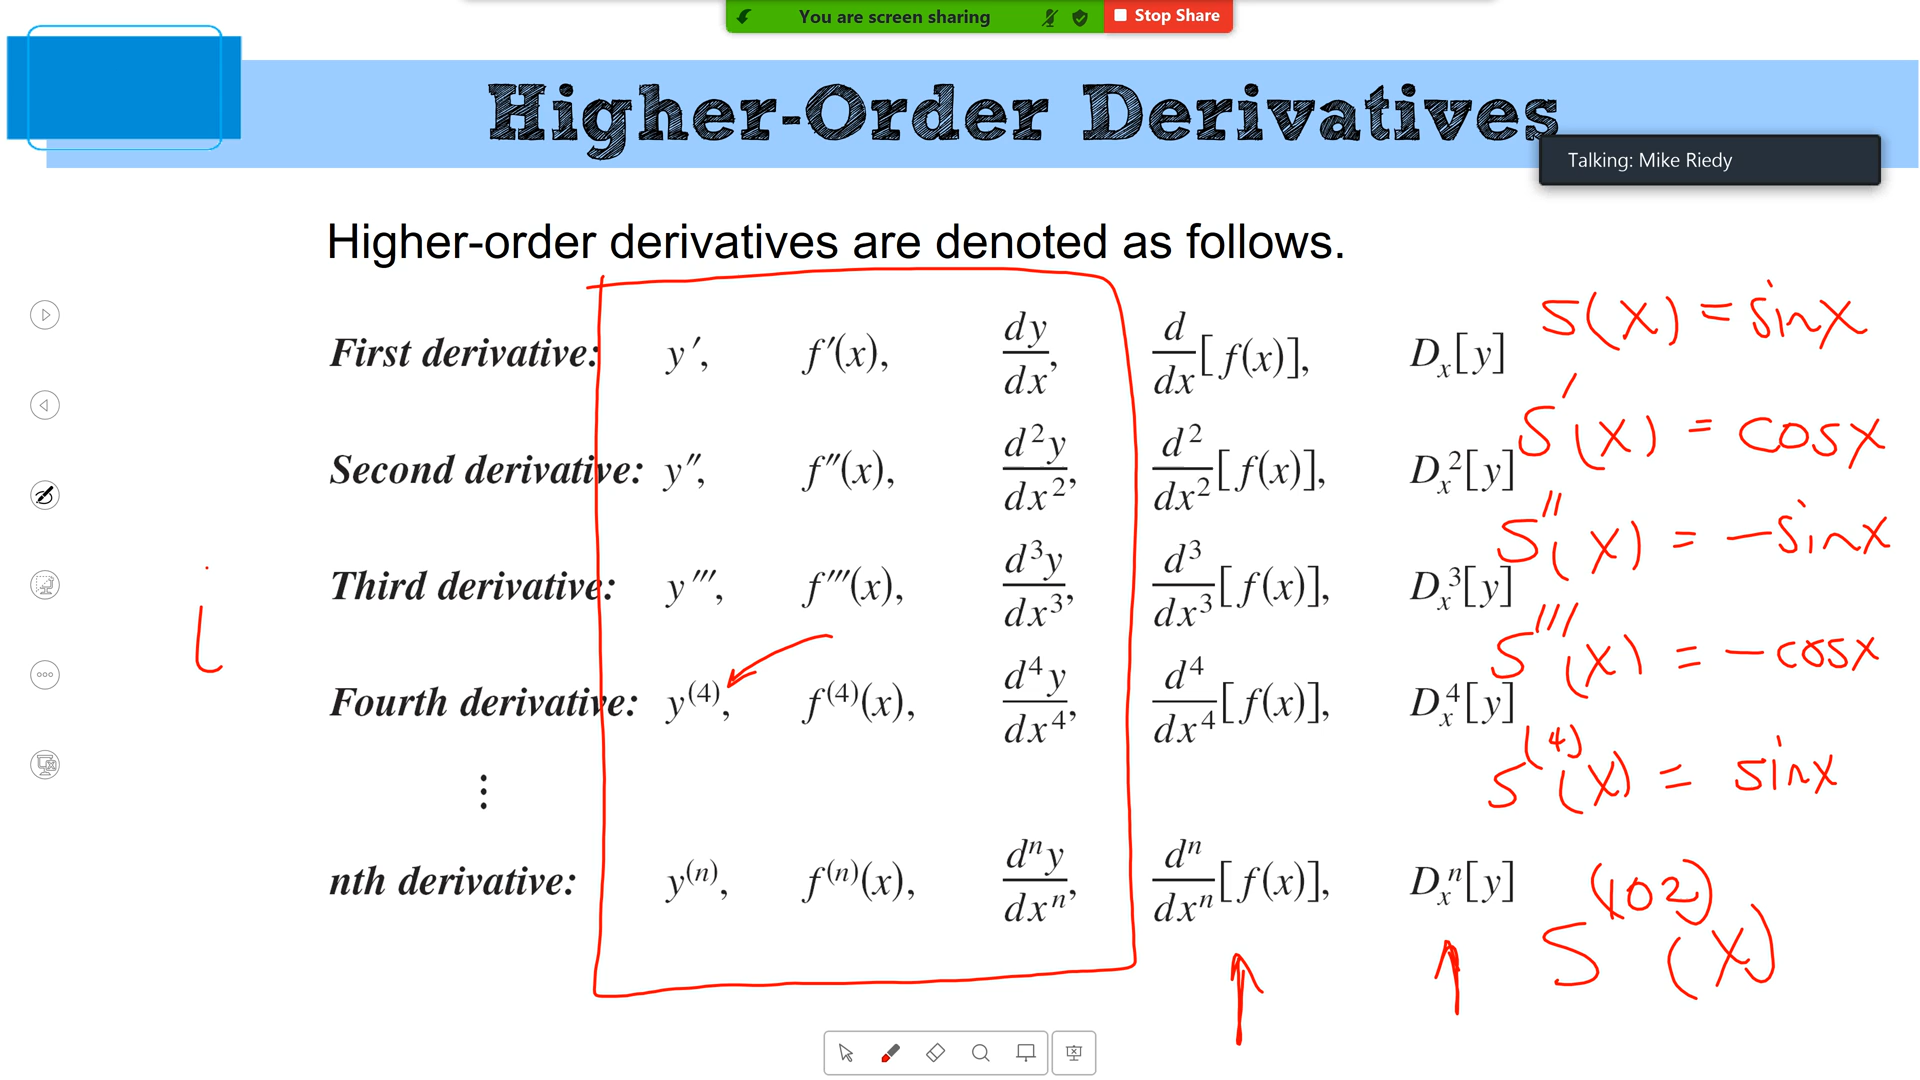 You are screen sharing Stop Share
Higher-Order Derivatives
Talking: Mike Riedy
Higher-order derivatives are denoted as follows.
First derivative: y′, f′(x), dy/dx, d/dx[f(x)], Dₓ[y]
Second derivative: y″, f″(x), d²y/dx², d²/dx²[f(x)], Dₓ²[y]
Third derivative: y‴, f‴(x), d³y/dx³, d³/dx³[f(x)], Dₓ³[y]
Fourth derivative: y⁽⁴⁾, f⁽⁴⁾(x), d⁴y/dx⁴, d⁴/dx⁴[f(x)], Dₓ⁴[y]
⋮
nth derivative: y⁽ⁿ⁾, f⁽ⁿ⁾(x), dⁿy/dxⁿ, dⁿ/dxⁿ[f(x)], Dₓⁿ[y]
S(x) = sinx
S′(x) = cosx
S″(x) = -sinx
S‴(x) = -cosx
S⁽⁴⁾(x) = sinx
S⁽¹⁰²⁾(x)
i